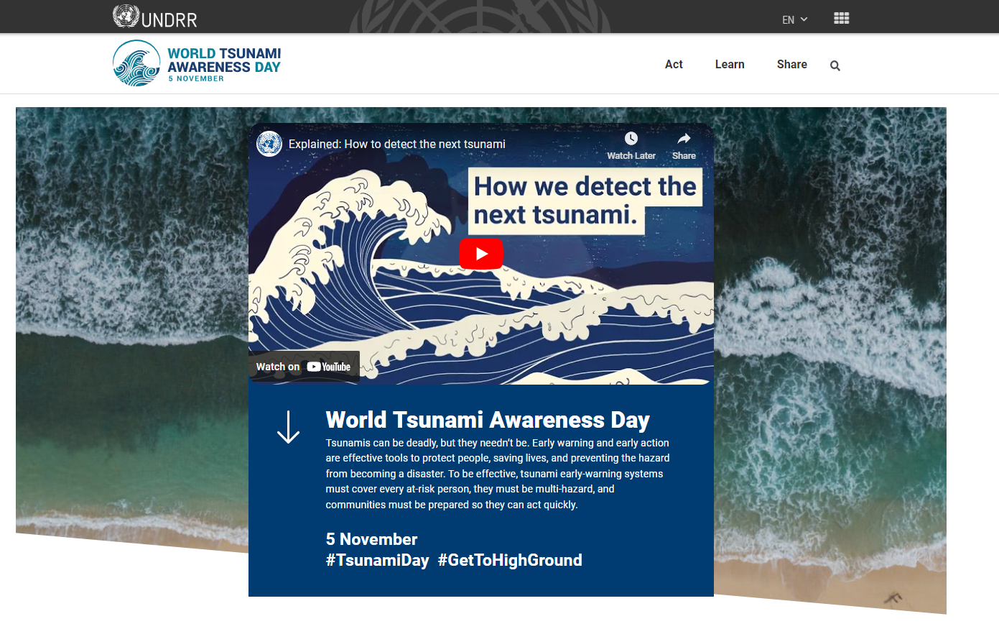 UNDRR
EN
WORLD TSUNAMI
AWARENESS DAY
5 NOVEMBER
Act
Learn
Share
Explained: How to detect the next tsunami
Watch Later
Share
How we detect the
next tsunami.
Watch on YouTube
World Tsunami Awareness Day
Tsunamis can be deadly, but they needn’t be. Early warning and early action
are effective tools to protect people, saving lives, and preventing the hazard
from becoming a disaster. To be effective, tsunami early-warning systems
must cover every at-risk person, they must be multi-hazard, and
communities must be prepared so they can act quickly.
5 November
#TsunamiDay #GetToHighGround